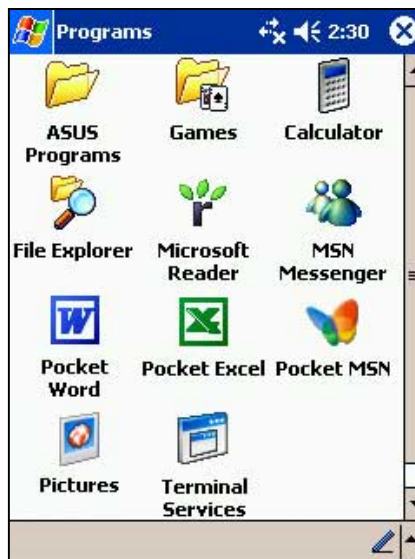 Programs 2:30
ASUS Programs
Games
Calculator
File Explorer
Microsoft Reader
MSN Messenger
Pocket Word
Pocket Excel
Pocket MSN
Pictures
Terminal Services